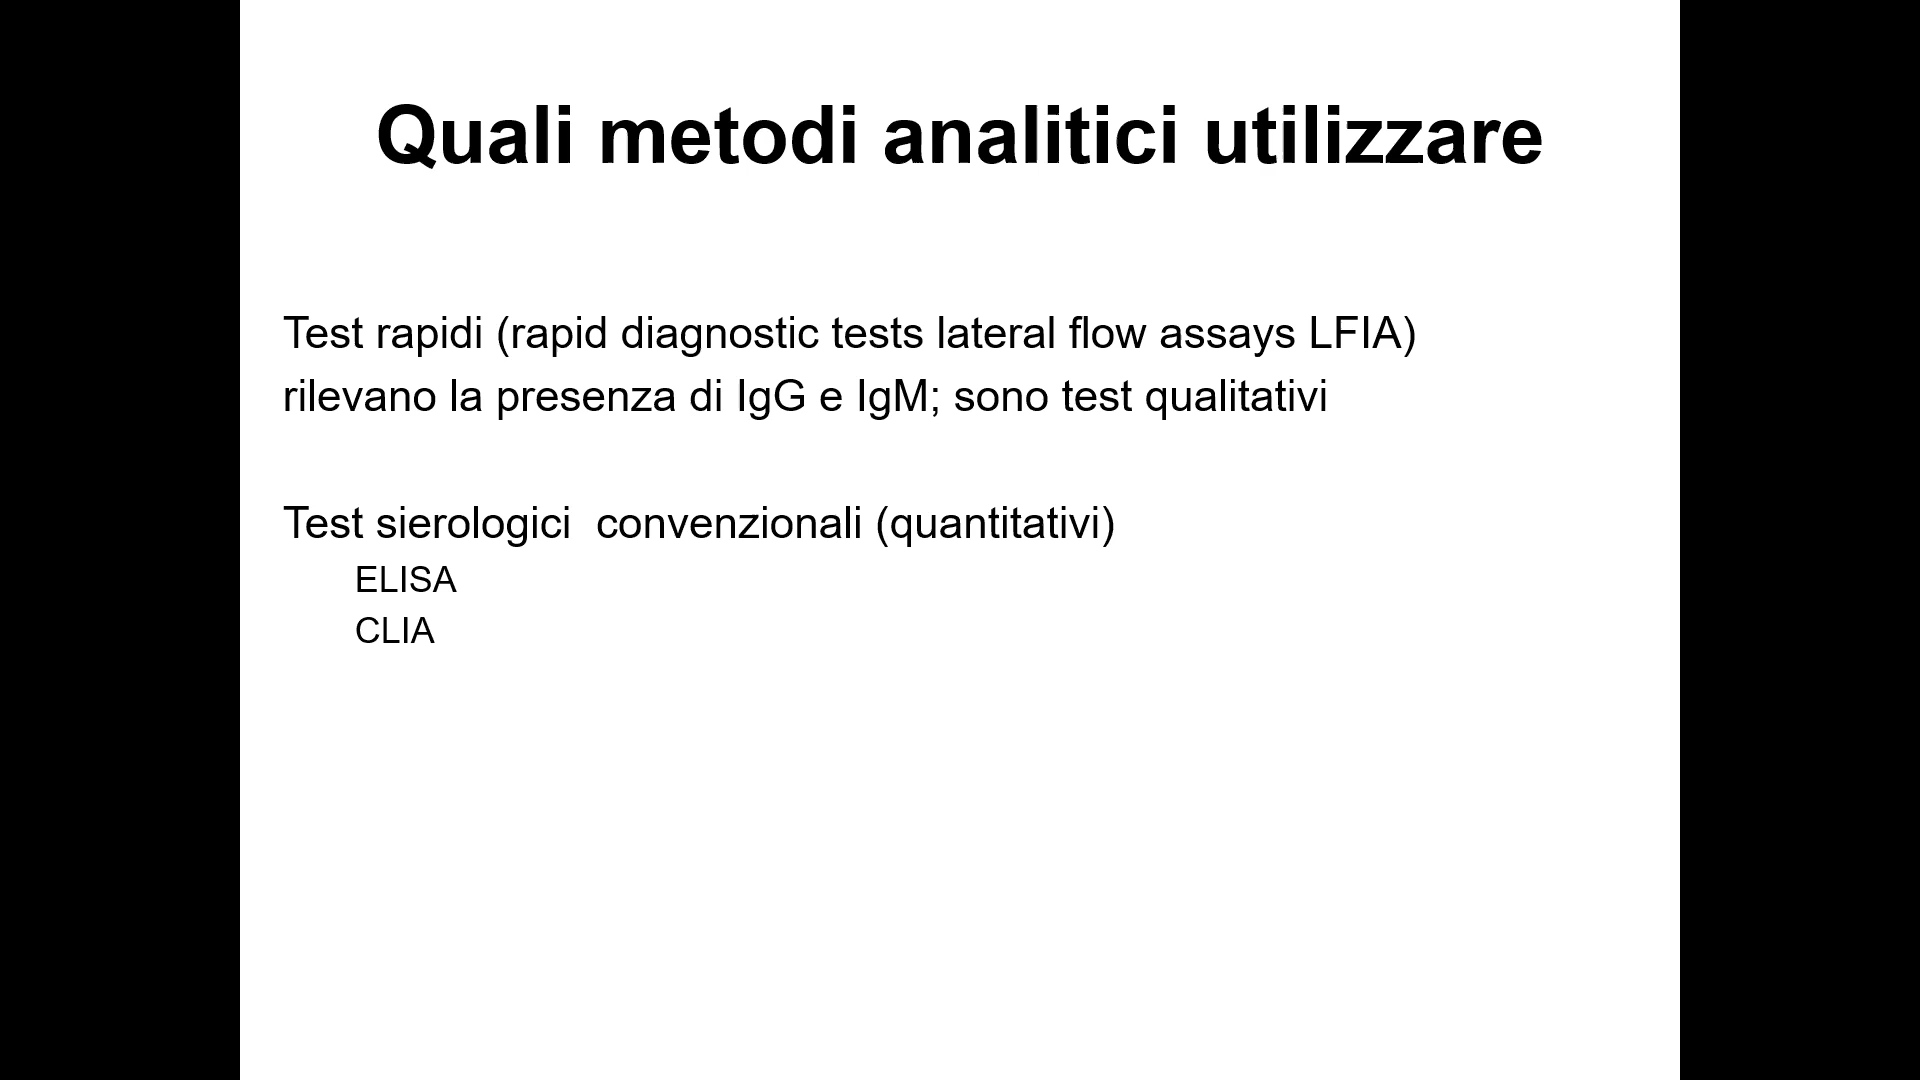 Quali metodi analitici utilizzare
Test rapidi (rapid diagnostic tests lateral flow assays LFIA)
rilevano la presenza di IgG e IgM; sono test qualitativi
Test sierologici  convenzionali (quantitativi)
ELISA
CLIA